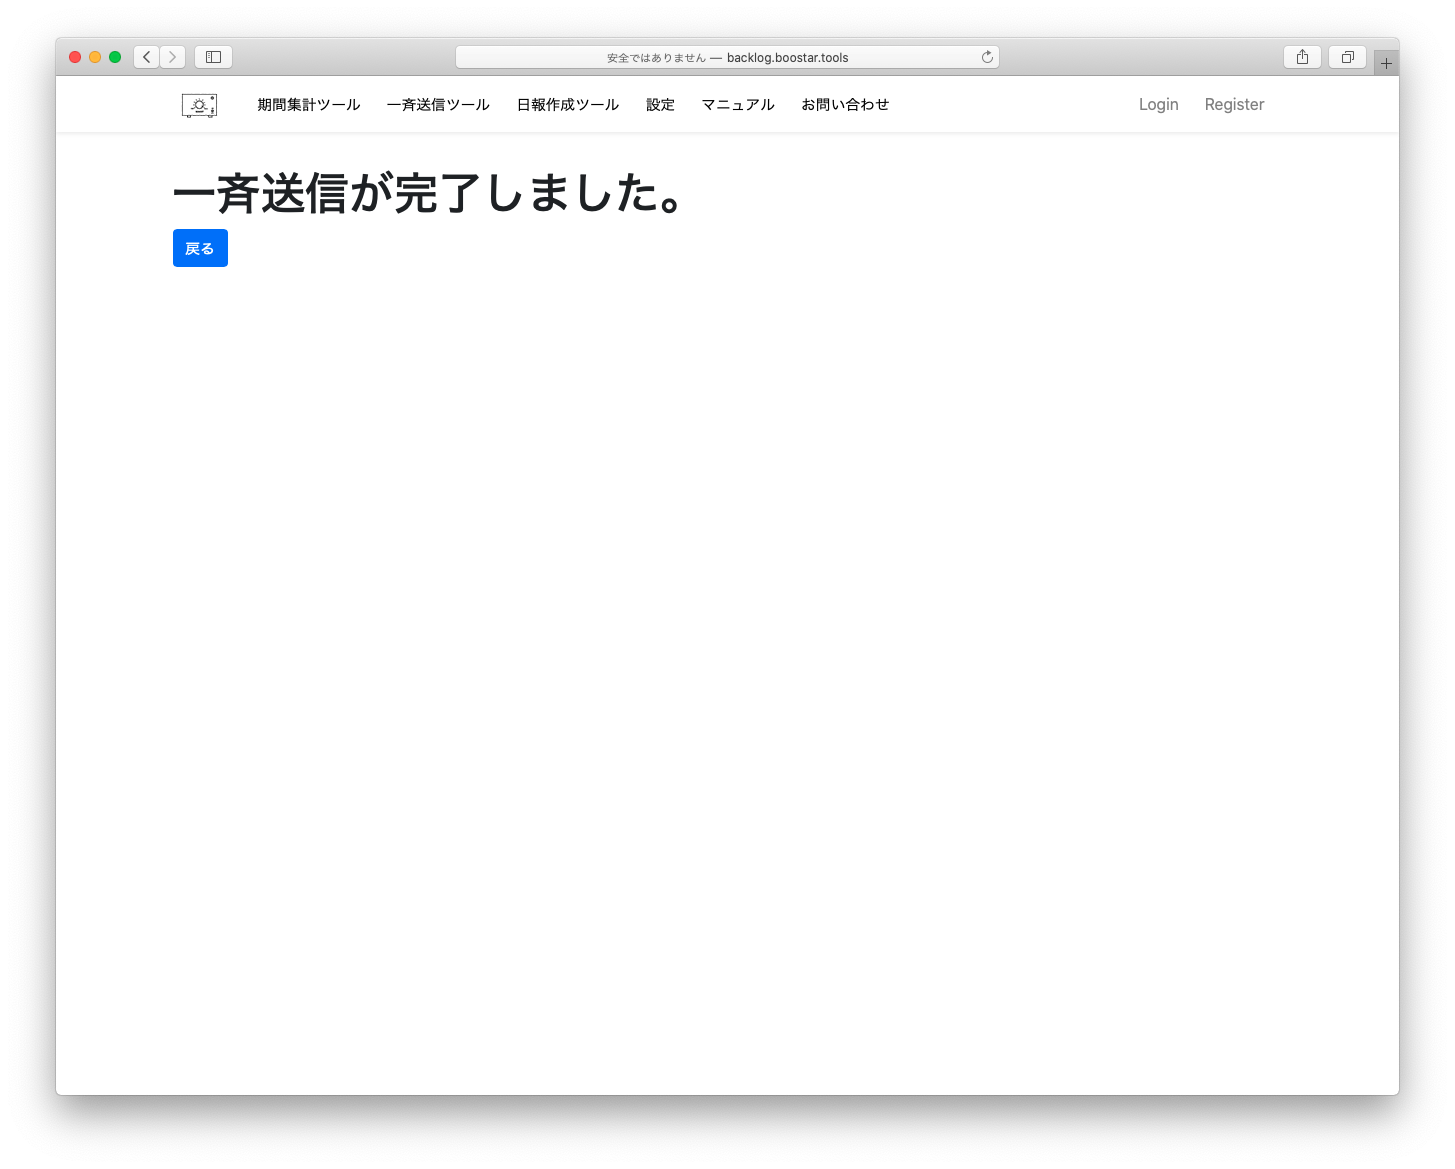 安全ではありません — backlog.boostar.tools
期間集計ツール 一斉送信ツール 日報作成ツール 設定 マニュアル お問い合わせ Login Register
一斉送信が完了しました。
戻る